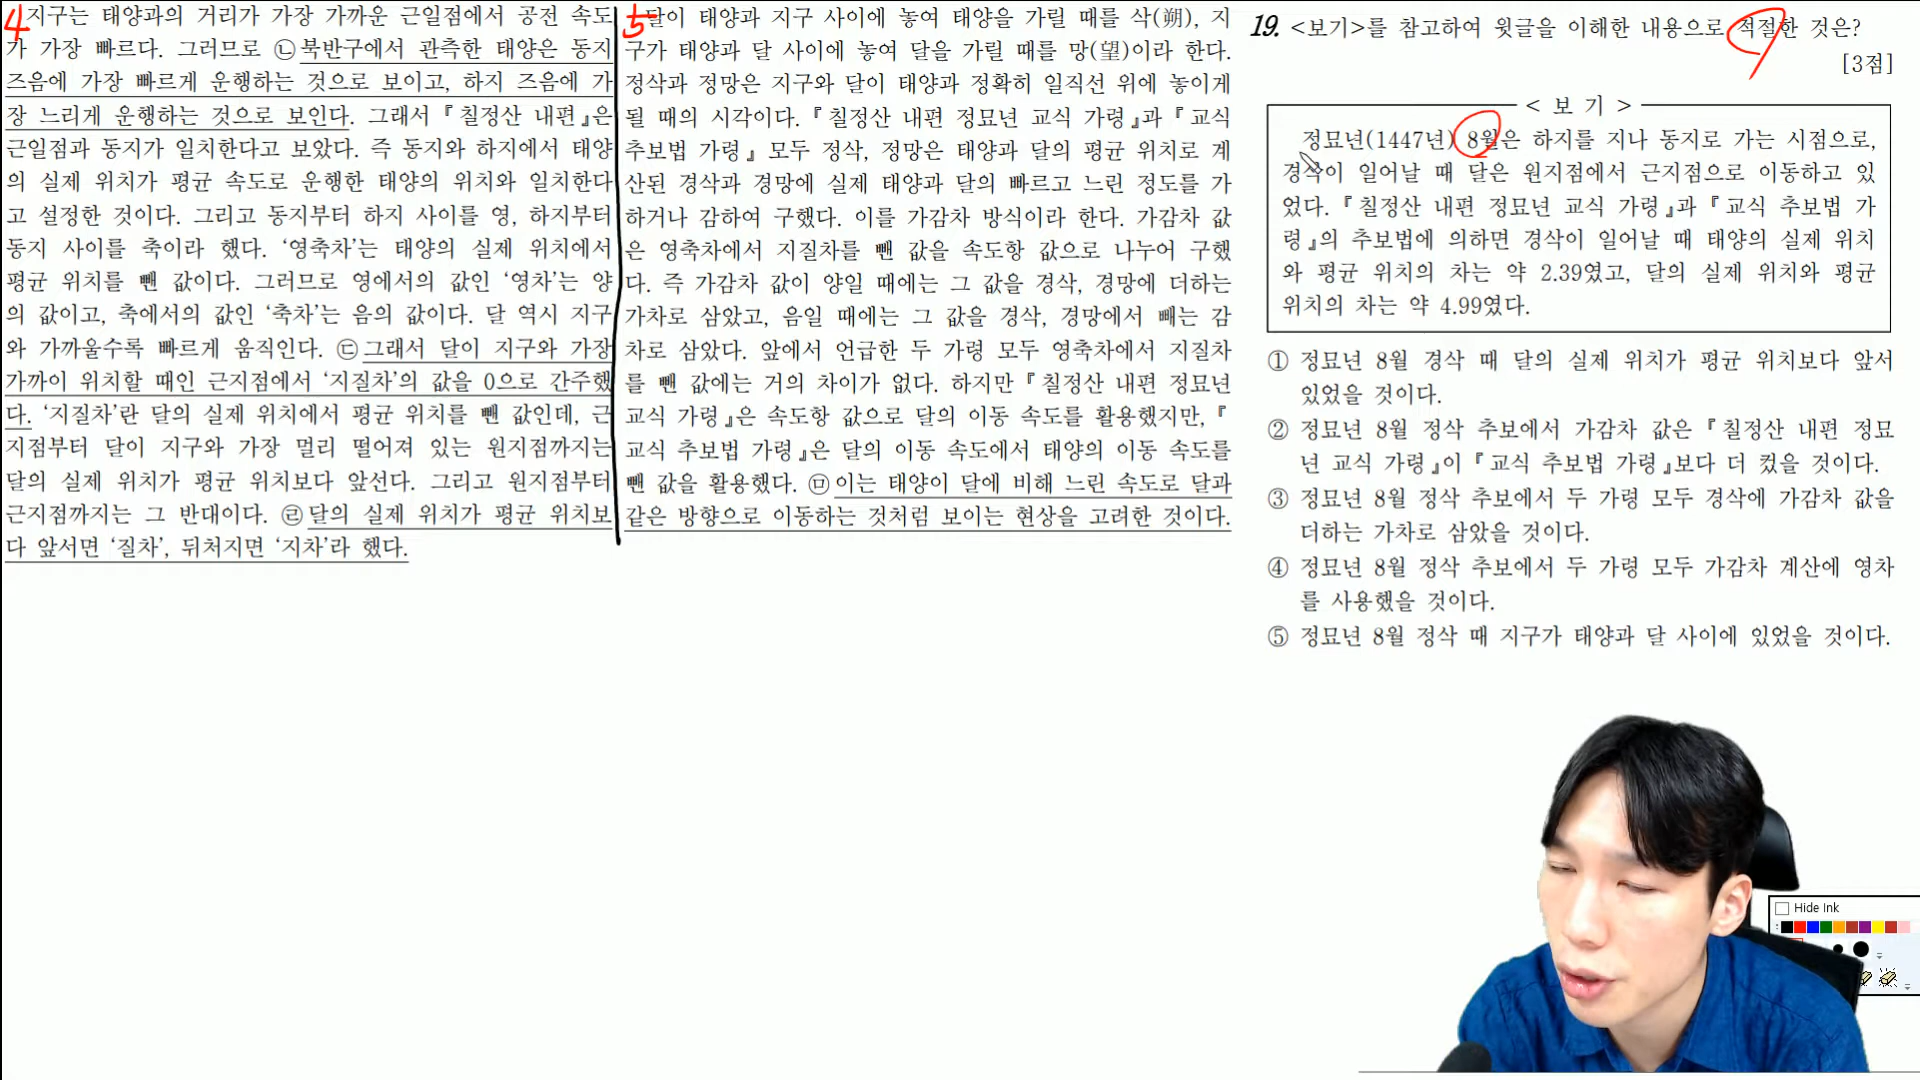 4 지구는 태양과의 거리가 가장 가까운 근일점에서 공전 속도
가 가장 빠르다. 그러므로 ㉡북반구에서 관측한 태양은 동지
즈음에 가장 빠르게 운행하는 것으로 보이고, 하지 즈음에 가
장 느리게 운행하는 것으로 보인다. 그래서 『칠정산 내편』은
근일점과 동지가 일치한다고 보았다. 즉 동지와 하지에서 태양
의 실제 위치가 평균 속도로 운행한 태양의 위치와 일치한다
고 설정한 것이다. 그리고 동지부터 하지 사이를 영, 하지부터
동지 사이를 축이라 했다. ‘영축차’는 태양의 실제 위치에서
평균 위치를 뺀 값이다. 그러므로 영에서의 값인 ‘영차’는 양
의 값이고, 축에서의 값인 ‘축차’는 음의 값이다. 달 역시 지구
와 가까울수록 빠르게 움직인다. ㉢그래서 달이 지구와 가장
가까이 위치할 때인 근지점에서 ‘지질차’의 값을 0으로 간주했
다. ‘지질차’란 달의 실제 위치에서 평균 위치를 뺀 값인데, 근
지점부터 달이 지구와 가장 멀리 떨어져 있는 원지점까지는
달의 실제 위치가 평균 위치보다 앞선다. 그리고 원지점부터
근지점까지는 그 반대이다. ㉣달의 실제 위치가 평균 위치보
다 앞서면 ‘질차’, 뒤처지면 ‘지차’라 했다.
5 달이 태양과 지구 사이에 놓여 태양을 가릴 때를 삭(朔), 지
구가 태양과 달 사이에 놓여 달을 가릴 때를 망(望)이라 한다.
정삭과 정망은 지구와 달이 태양과 정확히 일직선 위에 놓이게
될 때의 시각이다. 『칠정산 내편 정묘년 교식 가령』과 『교식
추보법 가령』 모두 정삭, 정망은 태양과 달의 평균 위치로 계
산된 경삭과 경망에 실제 태양과 달의 빠르고 느린 정도를 가
하거나 감하여 구했다. 이를 가감차 방식이라 한다. 가감차 값
은 영축차에서 지질차를 뺀 값을 속도항 값으로 나누어 구했
다. 즉 가감차 값이 양일 때에는 그 값을 경삭, 경망에 더하는
가차로 삼았고, 음일 때에는 그 값을 경삭, 경망에서 빼는 감
차로 삼았다. 앞에서 언급한 두 가령 모두 영축차에서 지질차
를 뺀 값에는 거의 차이가 없다. 하지만 『칠정산 내편 정묘년
교식 가령』은 속도항 값으로 달의 이동 속도를 활용했지만, 『
교식 추보법 가령』은 달의 이동 속도에서 태양의 이동 속도를
뺀 값을 활용했다. ㉤이는 태양이 달에 비해 느린 속도로 달과
같은 방향으로 이동하는 것처럼 보이는 현상을 고려한 것이다.
19. <보기>를 참고하여 윗글을 이해한 내용으로 적절한 것은?
[3점]
< 보 기 >
정묘년(1447년) 8월은 하지를 지나 동지로 가는 시점으로,
경삭이 일어날 때 달은 원지점에서 근지점으로 이동하고 있
었다. 『칠정산 내편 정묘년 교식 가령』과 『교식 추보법 가
령』의 추보법에 의하면 경삭이 일어날 때 태양의 실제 위치
와 평균 위치의 차는 약 2.39였고, 달의 실제 위치와 평균
위치의 차는 약 4.99였다.
① 정묘년 8월 경삭 때 달의 실제 위치가 평균 위치보다 앞서
있었을 것이다.
② 정묘년 8월 정삭 추보에서 가감차 값은 『칠정산 내편 정묘
년 교식 가령』이 『교식 추보법 가령』보다 더 컸을 것이다.
③ 정묘년 8월 정삭 추보에서 두 가령 모두 경삭에 가감차 값을
더하는 가차로 삼았을 것이다.
④ 정묘년 8월 정삭 추보에서 두 가령 모두 가감차 계산에 영차
를 사용했을 것이다.
⑤ 정묘년 8월 정삭 때 지구가 태양과 달 사이에 있었을 것이다.
Hide Ink